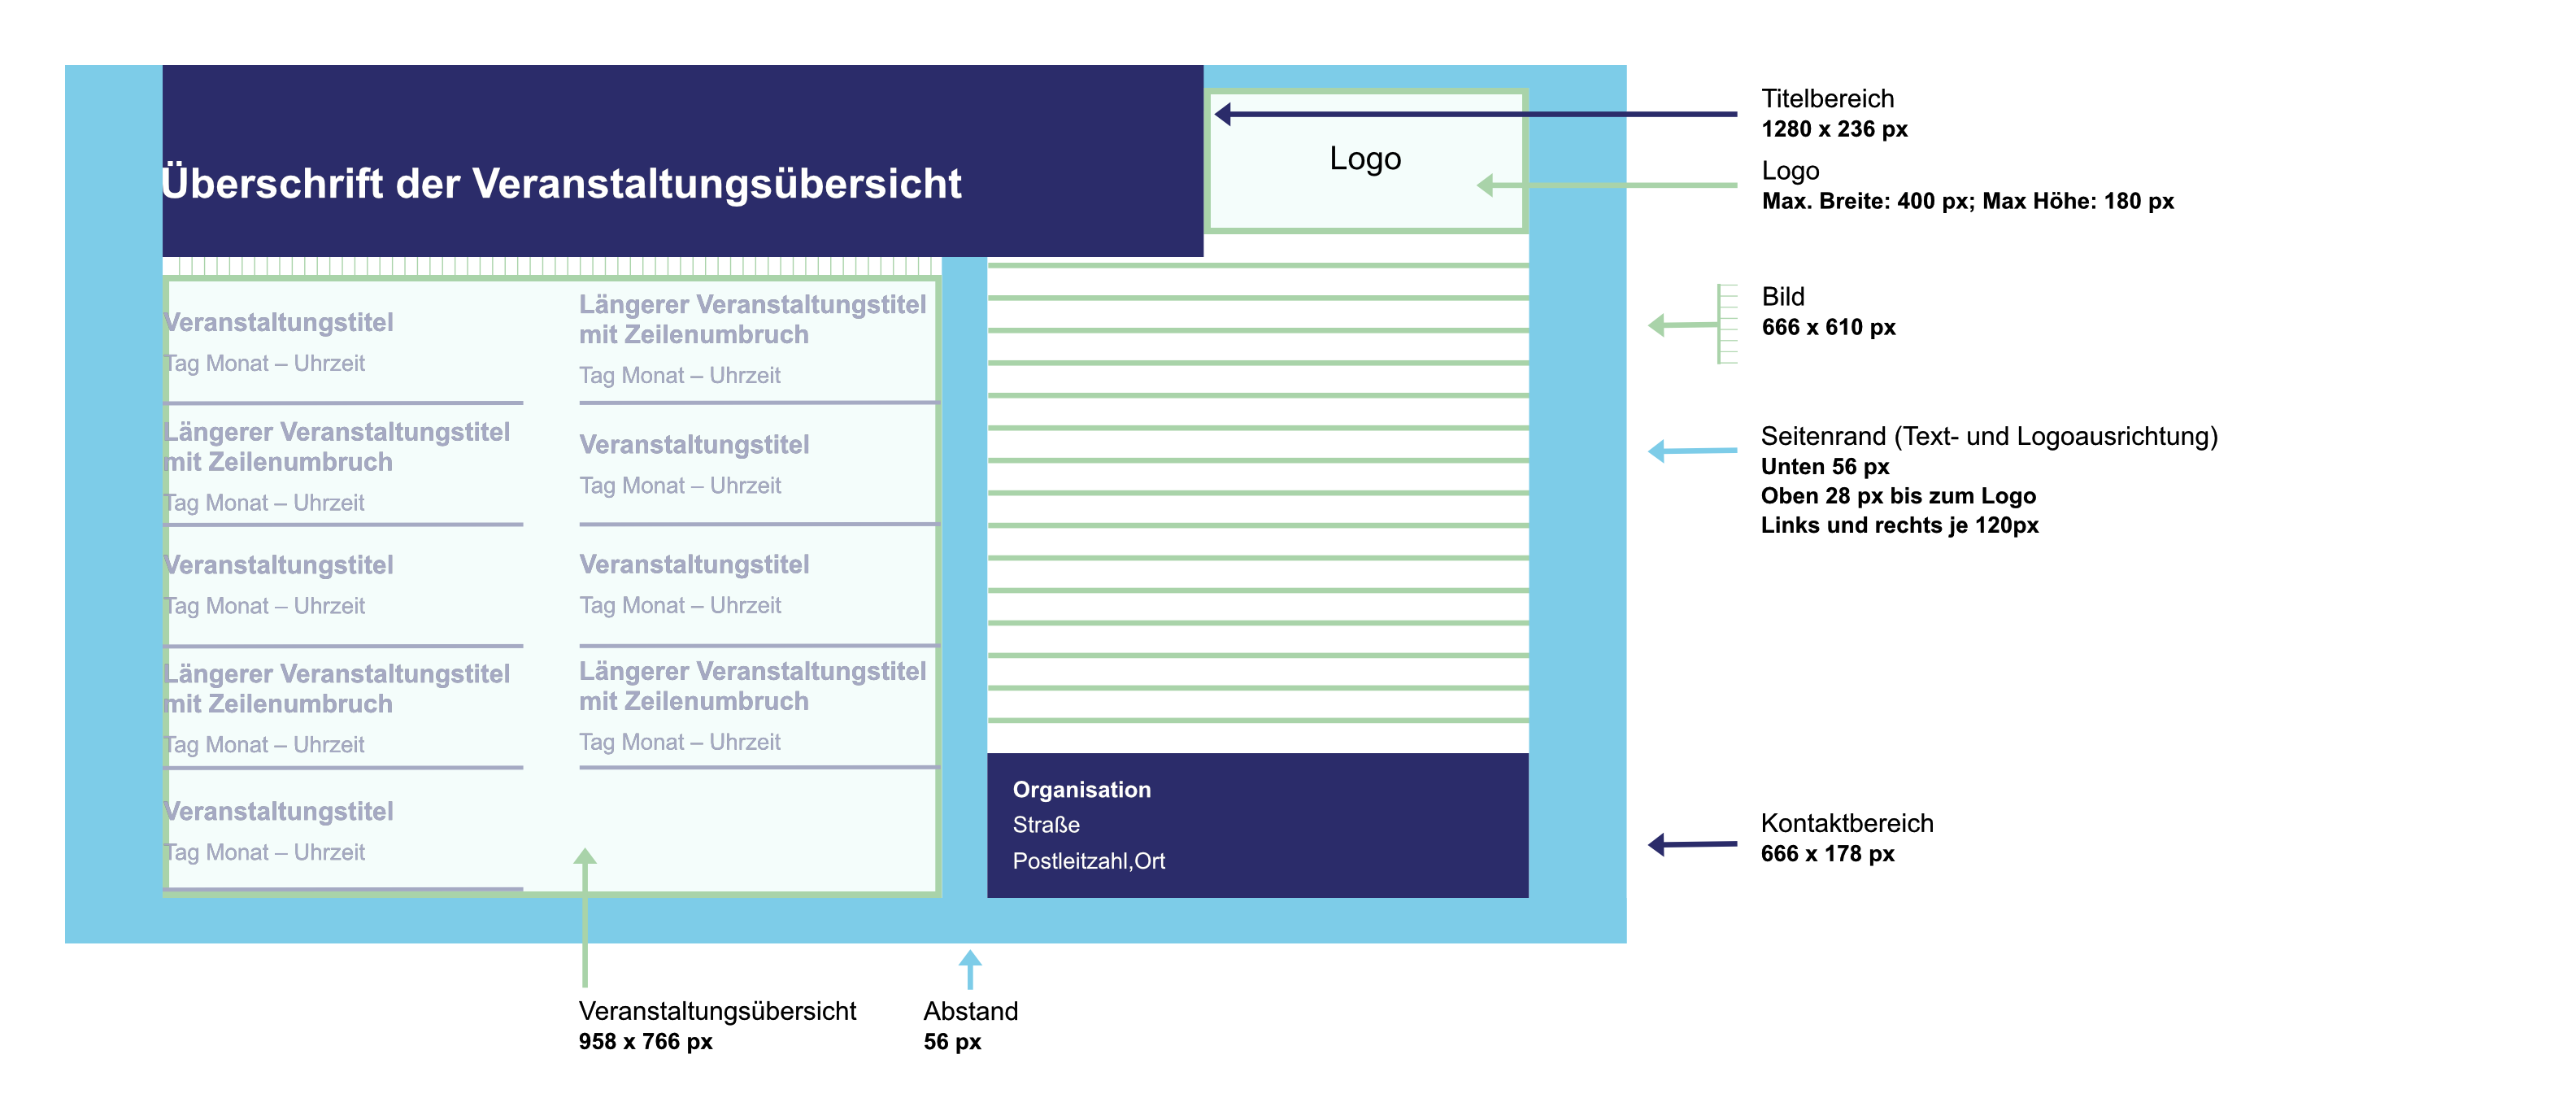 Überschrift der Veranstaltungsübersicht
Logo
Veranstaltungstitel
Tag Monat – Uhrzeit
Längerer Veranstaltungstitel
mit Zeilenumbruch
Tag Monat – Uhrzeit
Veranstaltungstitel
Tag Monat – Uhrzeit
Längerer Veranstaltungstitel
mit Zeilenumbruch
Tag Monat – Uhrzeit
Veranstaltungstitel
Tag Monat – Uhrzeit
Längerer Veranstaltungstitel
mit Zeilenumbruch
Tag Monat – Uhrzeit
Veranstaltungstitel
Tag Monat – Uhrzeit
Veranstaltungstitel
Tag Monat – Uhrzeit
Längerer Veranstaltungstitel
mit Zeilenumbruch
Tag Monat – Uhrzeit
Organisation
Straße
Postleitzahl,Ort
Titelbereich
1280 x 236 px
Logo
Max. Breite: 400 px; Max Höhe: 180 px
Bild
666 x 610 px
Seitenrand (Text- und Logoausrichtung)
Unten 56 px
Oben 28 px bis zum Logo
Links und rechts je 120px
Kontaktbereich
666 x 178 px
Veranstaltungsübersicht
958 x 766 px
Abstand
56 px